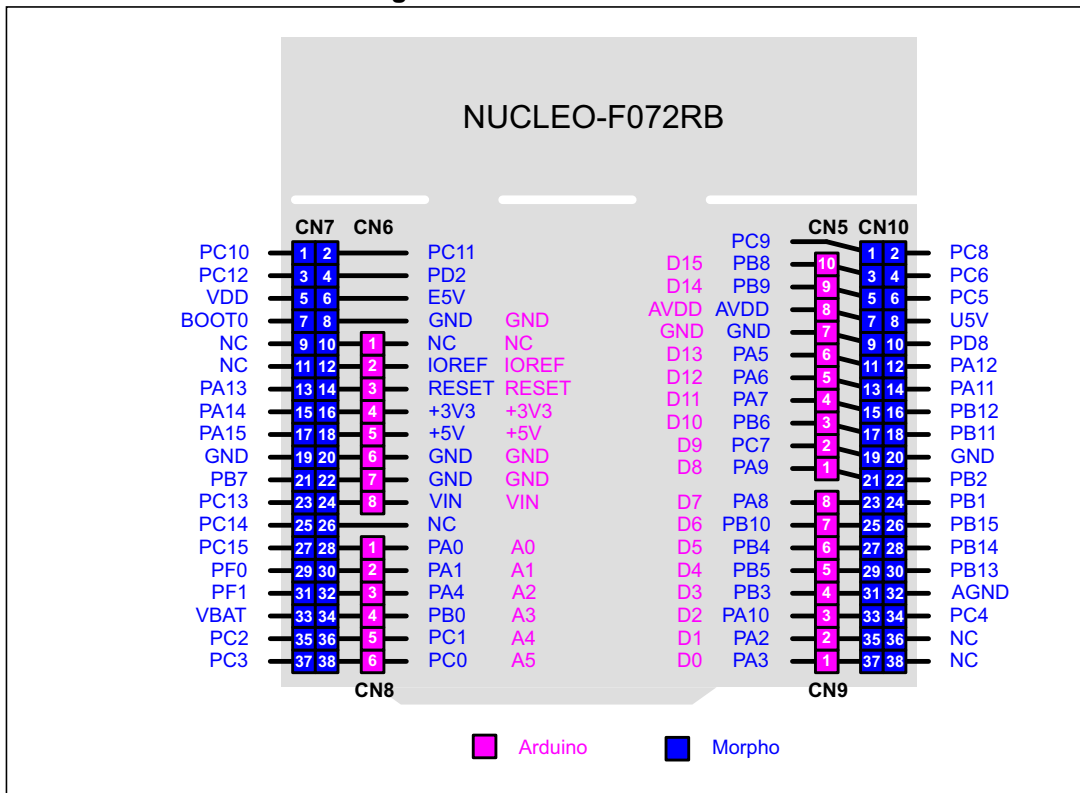 NUCLEO-F072RB
CN7 CN6 CN5 CN10
PC9
PC10 1 2 PC11 1 2 PC8
D15 PB8 10
PC12 3 4 PD2 3 4 PC6
D14 PB9 9
VDD 5 6 E5V 5 6 PC5
AVDD AVDD 8
BOOT0 7 8 GND GND 7 8 U5V
GND GND 7
NC 9 10 1 NC NC 9 10 PD8
D13 PA5 6
NC 11 12 2 IOREF IOREF 11 12 PA12
D12 PA6 5
PA13 13 14 3 RESET RESET 13 14 PA11
D11 PA7 4
PA14 15 16 4 +3V3 +3V3 15 16 PB12
D10 PB6 3
PA15 17 18 5 +5V +5V 17 18 PB11
D9 PC7 2
GND 19 20 6 GND GND 19 20 GND
D8 PA9 1
PB7 21 22 7 GND GND 21 22 PB2
PC13 23 24 8 VIN VIN D7 PA8 8 23 24 PB1
PC14 25 26 NC D6 PB10 7 25 26 PB15
PC15 27 28 1 PA0 A0 D5 PB4 6 27 28 PB14
PF0 29 30 2 PA1 A1 D4 PB5 5 29 30 PB13
PF1 31 32 3 PA4 A2 D3 PB3 4 31 32 AGND
VBAT 33 34 4 PB0 A3 D2 PA10 3 33 34 PC4
PC2 35 36 5 PC1 A4 D1 PA2 2 35 36 NC
PC3 37 38 6 PC0 A5 D0 PA3 1 37 38 NC
CN8 CN9
Arduino Morpho